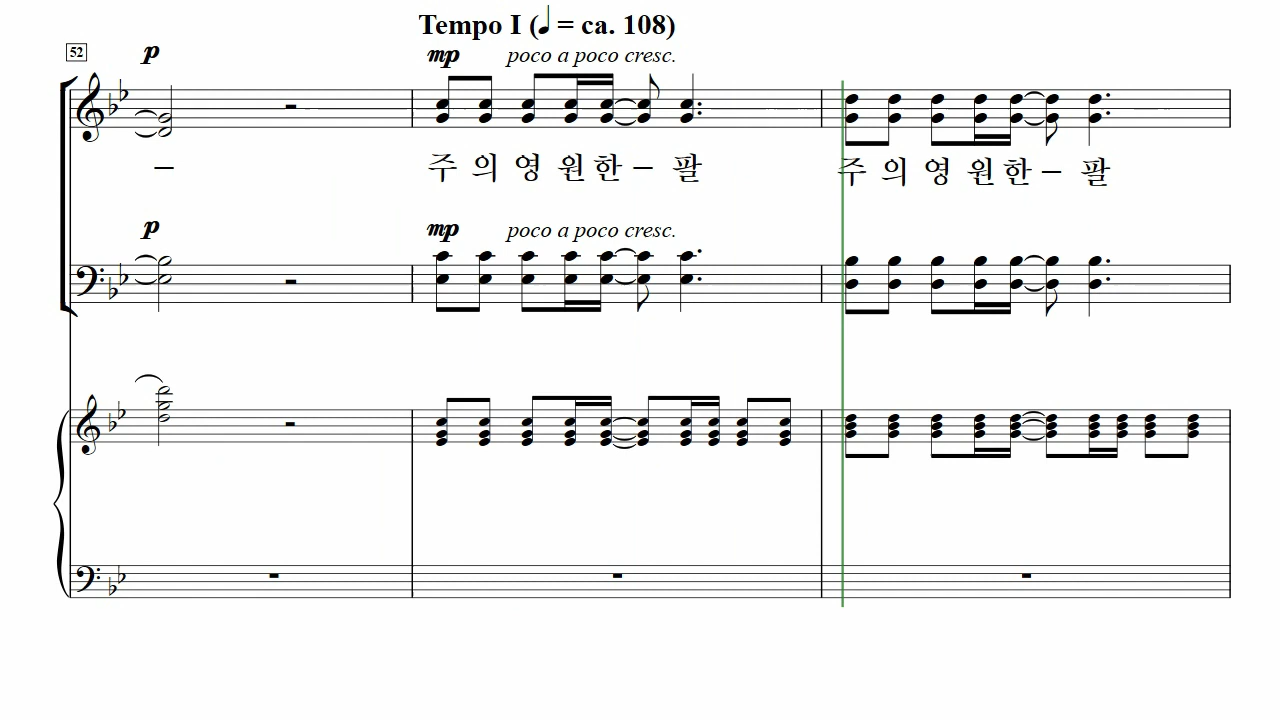 Tempo I (♩ = ca. 108)
52 p mp poco a poco cresc.
– 주 의 영 원 한 – 팔 주 의 영 원 한 – 팔
p mp poco a poco cresc.